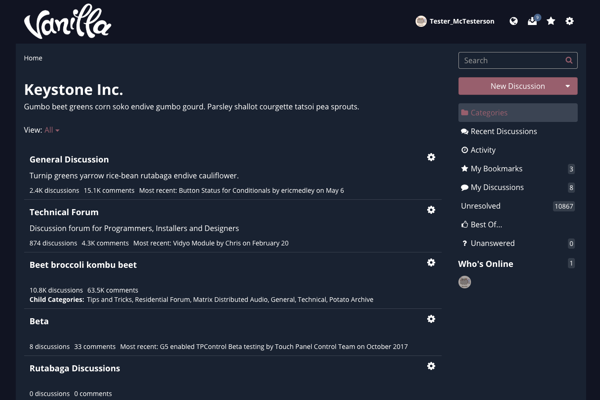 Vanilla
Tester_McTesterson
Home
Keystone Inc.
Gumbo beet greens corn soko endive gumbo gourd. Parsley shallot courgette tatsoi pea sprouts.
View: All
General Discussion
Turnip greens yarrow rice-bean rutabaga endive cauliflower.
2.4K discussions 15.1K comments Most recent: Button Status for Conditionals by ericmedley on May 6
Technical Forum
Discussion forum for Programmers, Installers and Designers
874 discussions 4.3K comments Most recent: Vidyo Module by Chris on February 20
Beet broccoli kombu beet
10.8K discussions 63.5K comments
Child Categories: Tips and Tricks, Residential Forum, Matrix Distributed Audio, General, Technical, Potato Archive
Beta
8 discussions 33 comments Most recent: G5 enabled TPControl Beta testing by Touch Panel Control Team on October 2017
Rutabaga Discussions
0 discussions 0 comments
Search
New Discussion
Categories
Recent Discussions
Activity
My Bookmarks 3
My Discussions 8
Unresolved 10867
Best Of...
? Unanswered 0
Who's Online 1